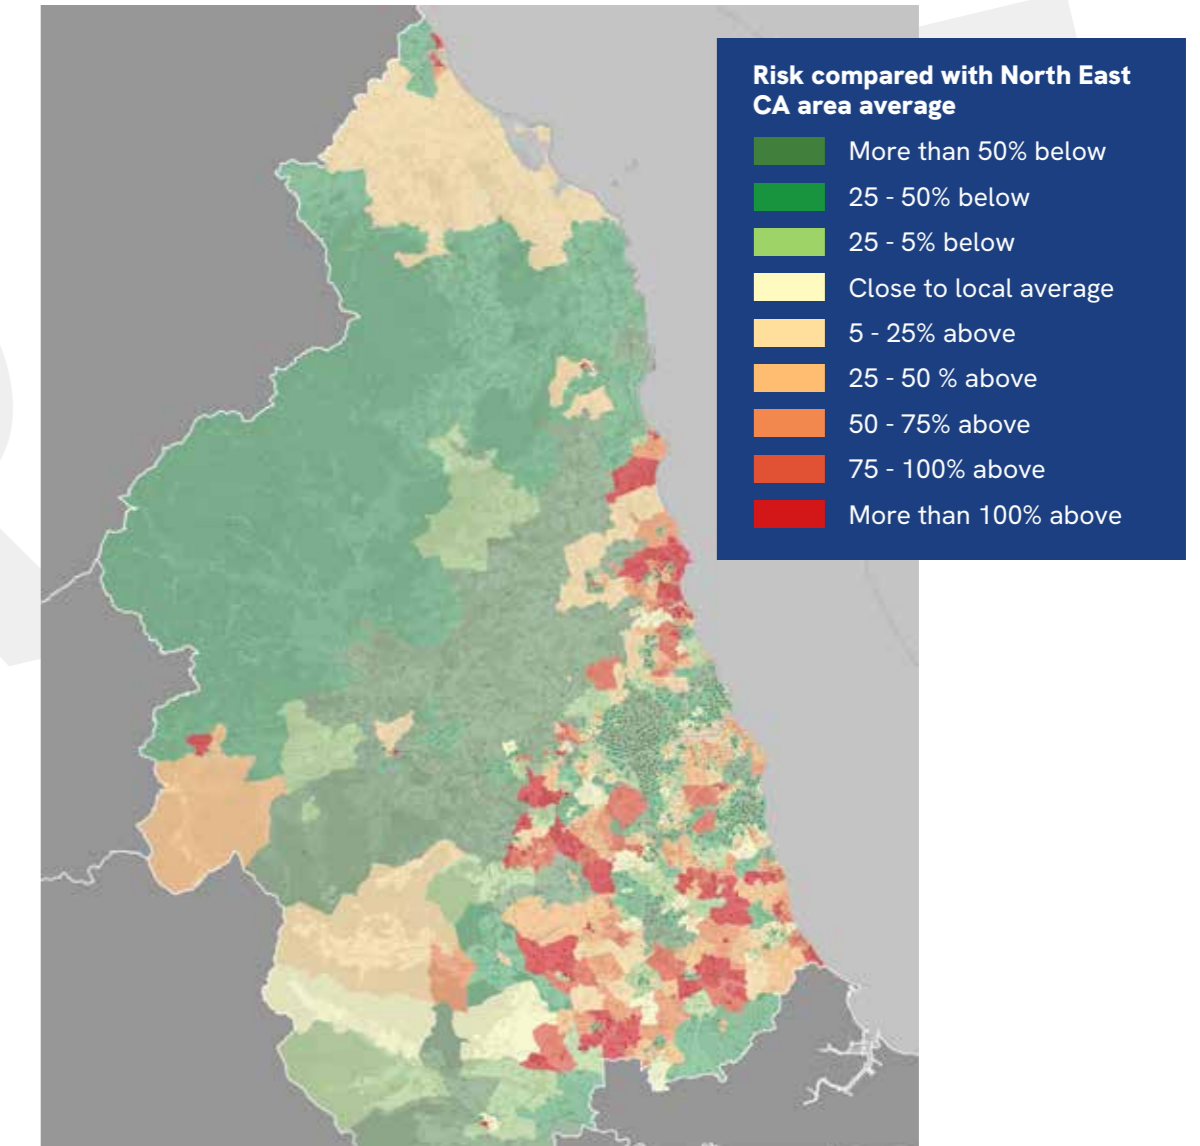 Risk compared with North East
CA area average
More than 50% below
25 - 50% below
25 - 5% below
Close to local average
5 - 25% above
25 - 50 % above
50 - 75% above
75 - 100% above
More than 100% above